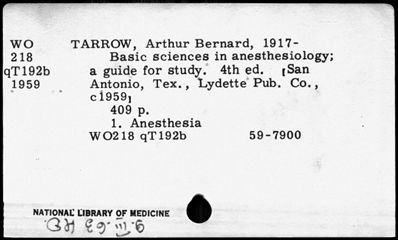 WO
218
qT192b
1959
TARROW, Arthur Bernard, 1917-
Basic sciences in anesthesiology;
a guide for study. 4th ed. [San
Antonio, Tex., Lydette Pub. Co.,
c1959]
409 p.
1. Anesthesia
WO218 qT192b 59-7900
NATIONAL LIBRARY OF MEDICINE